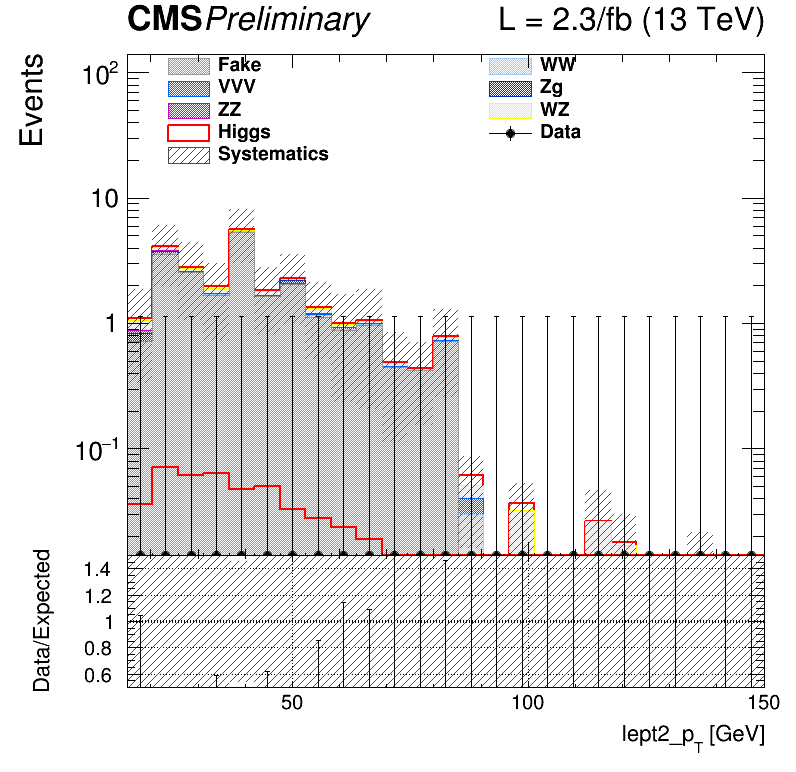 CMS Preliminary L = 2.3/fb (13 TeV)
Events
10²
10
1
10⁻¹
Fake
VVV
ZZ
Higgs
Systematics
WW
Zg
WZ
Data
Data/Expected
1.4
1.2
1
0.8
0.6
50 100 150
lept2_p_T [GeV]